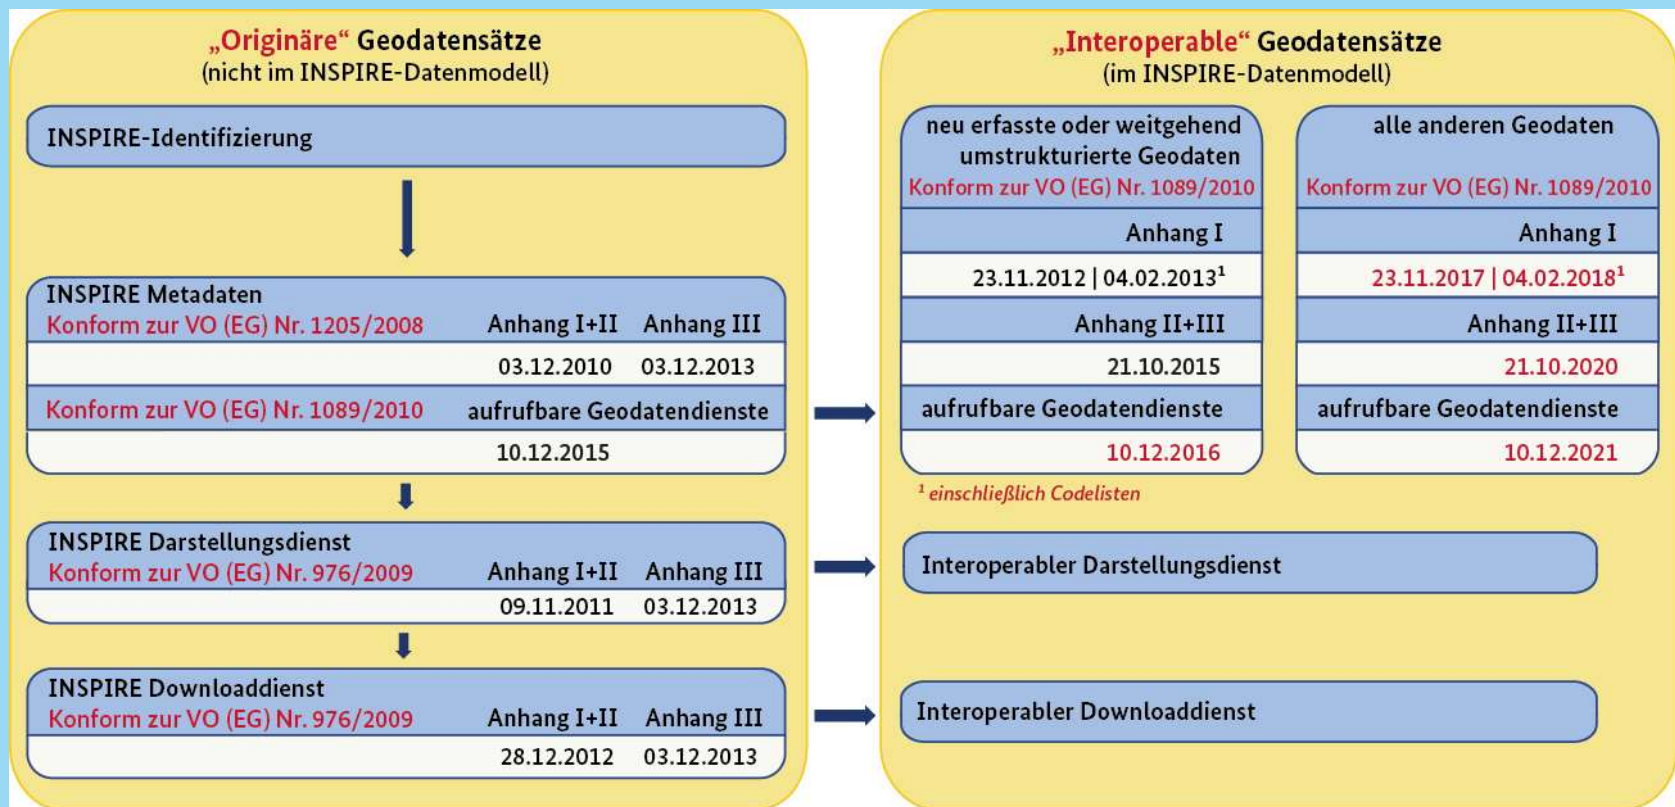 „Originäre“ Geodatensätze
(nicht im INSPIRE-Datenmodell)
INSPIRE-Identifizierung
INSPIRE Metadaten
Konform zur VO (EG) Nr. 1205/2008 Anhang I+II Anhang III
03.12.2010 03.12.2013
Konform zur VO (EG) Nr. 1089/2010 aufrufbare Geodatendienste
10.12.2015
INSPIRE Darstellungsdienst
Konform zur VO (EG) Nr. 976/2009 Anhang I+II Anhang III
09.11.2011 03.12.2013
INSPIRE Downloaddienst
Konform zur VO (EG) Nr. 976/2009 Anhang I+II Anhang III
28.12.2012 03.12.2013
„Interoperable“ Geodatensätze
(im INSPIRE-Datenmodell)
neu erfasste oder weitgehend
umstrukturierte Geodaten
Konform zur VO (EG) Nr. 1089/2010
Anhang I
23.11.2012 | 04.02.2013¹
Anhang II+III
21.10.2015
aufrufbare Geodatendienste
10.12.2016
alle anderen Geodaten
Konform zur VO (EG) Nr. 1089/2010
Anhang I
23.11.2017 | 04.02.2018¹
Anhang II+III
21.10.2020
aufrufbare Geodatendienste
10.12.2021
¹ einschließlich Codelisten
Interoperabler Darstellungsdienst
Interoperabler Downloaddienst